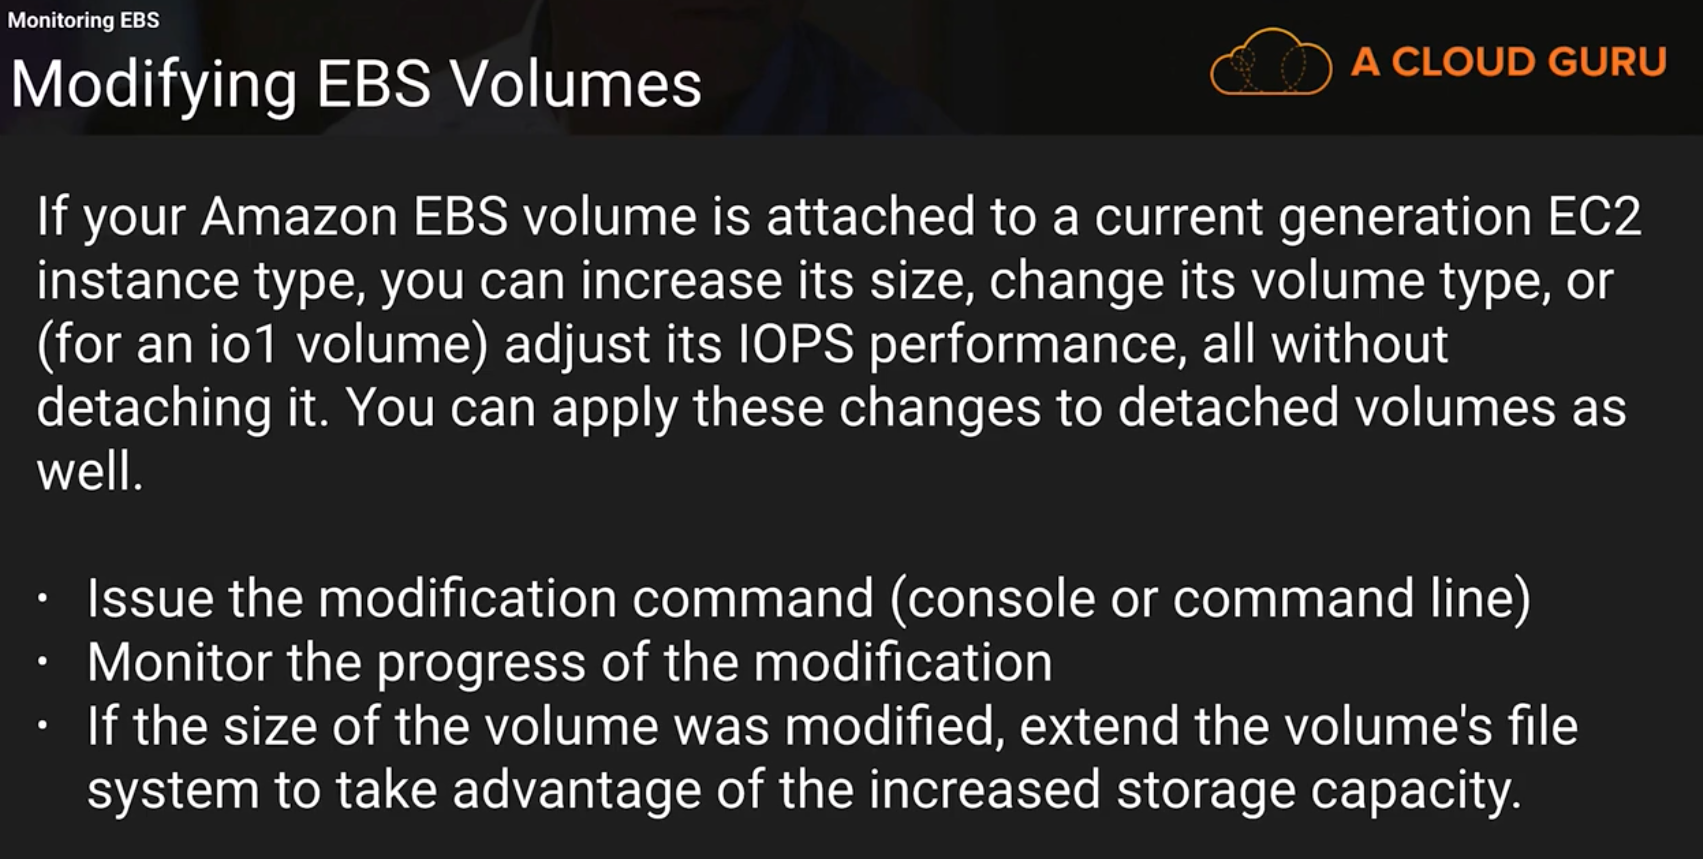 Monitoring EBS
Modifying EBS Volumes
A CLOUD GURU
If your Amazon EBS volume is attached to a current generation EC2
instance type, you can increase its size, change its volume type, or
(for an io1 volume) adjust its IOPS performance, all without
detaching it. You can apply these changes to detached volumes as
well.
· Issue the modification command (console or command line)
· Monitor the progress of the modification
· If the size of the volume was modified, extend the volume's file
system to take advantage of the increased storage capacity.